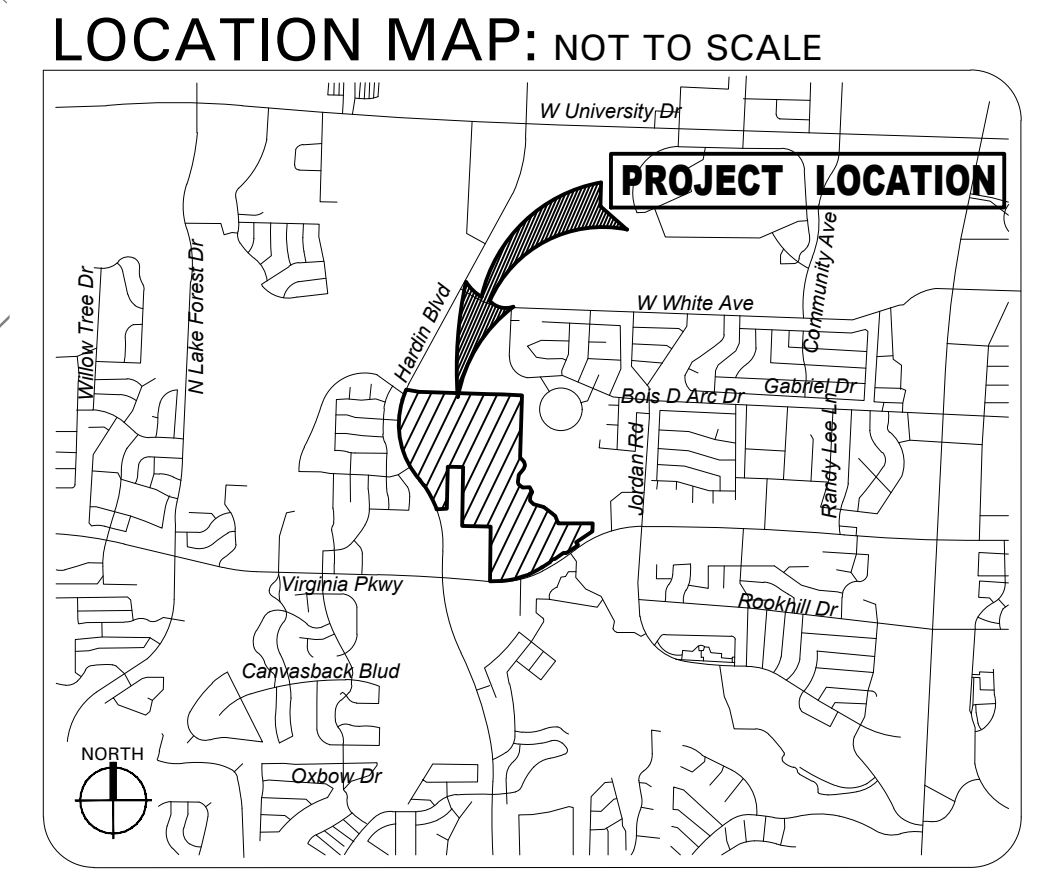 LOCATION MAP: NOT TO SCALE
W University Dr
PROJECT LOCATION
Community Ave
N Lake Forest Dr
Willow Tree Dr
Hardin Blvd
W White Ave
Gabriel Dr
Bois D Arc Dr
Jordan Rd
Randy Lee Ln
Virginia Pkwy
Rookhill Dr
Canvasback Blud
NORTH
Oxbow Dr